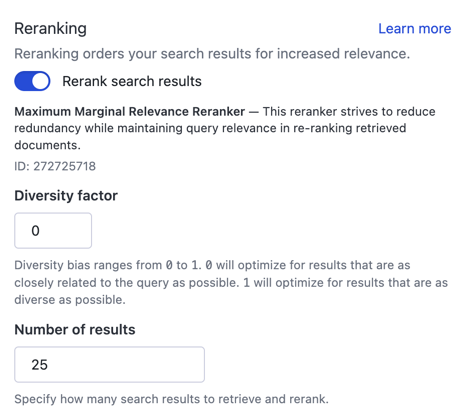 Reranking Learn more
Reranking orders your search results for increased relevance.
Rerank search results
Maximum Marginal Relevance Reranker — This reranker strives to reduce
redundancy while maintaining query relevance in re-ranking retrieved
documents.
ID: 272725718
Diversity factor
0
Diversity bias ranges from 0 to 1. 0 will optimize for results that are as
closely related to the query as possible. 1 will optimize for results that are as
diverse as possible.
Number of results
25
Specify how many search results to retrieve and rerank.